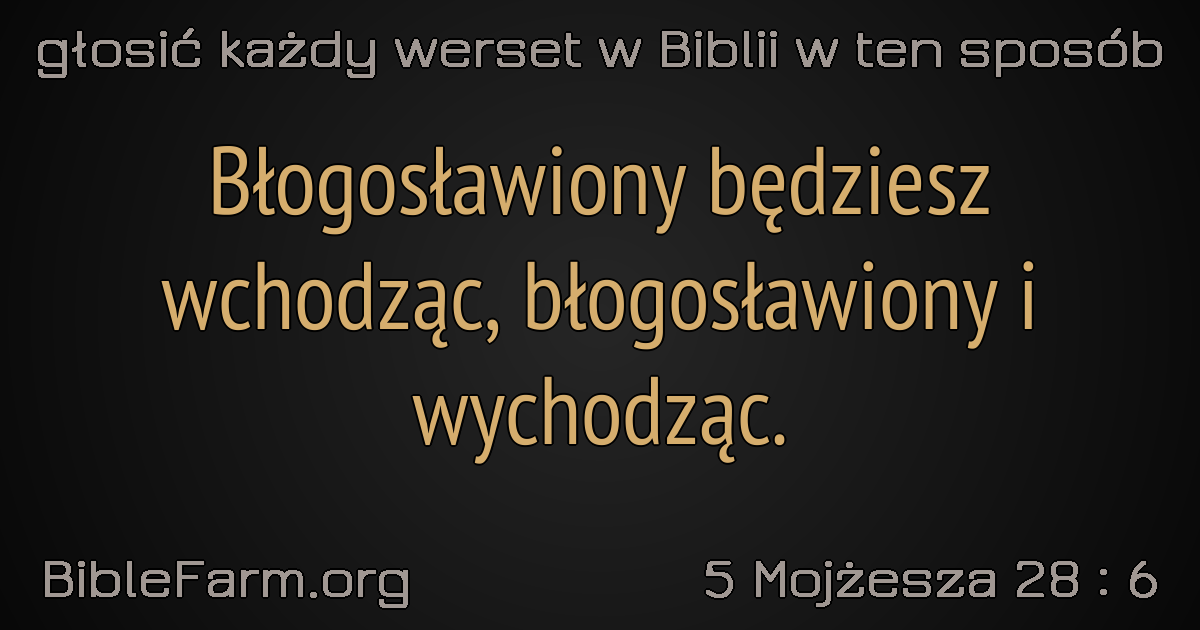 głosić każdy werset w Biblii w ten sposób
Błogosławiony będziesz
wchodząc, błogosławiony i
wychodząc.
BibleFarm.org
5 Mojżesza 28 : 6